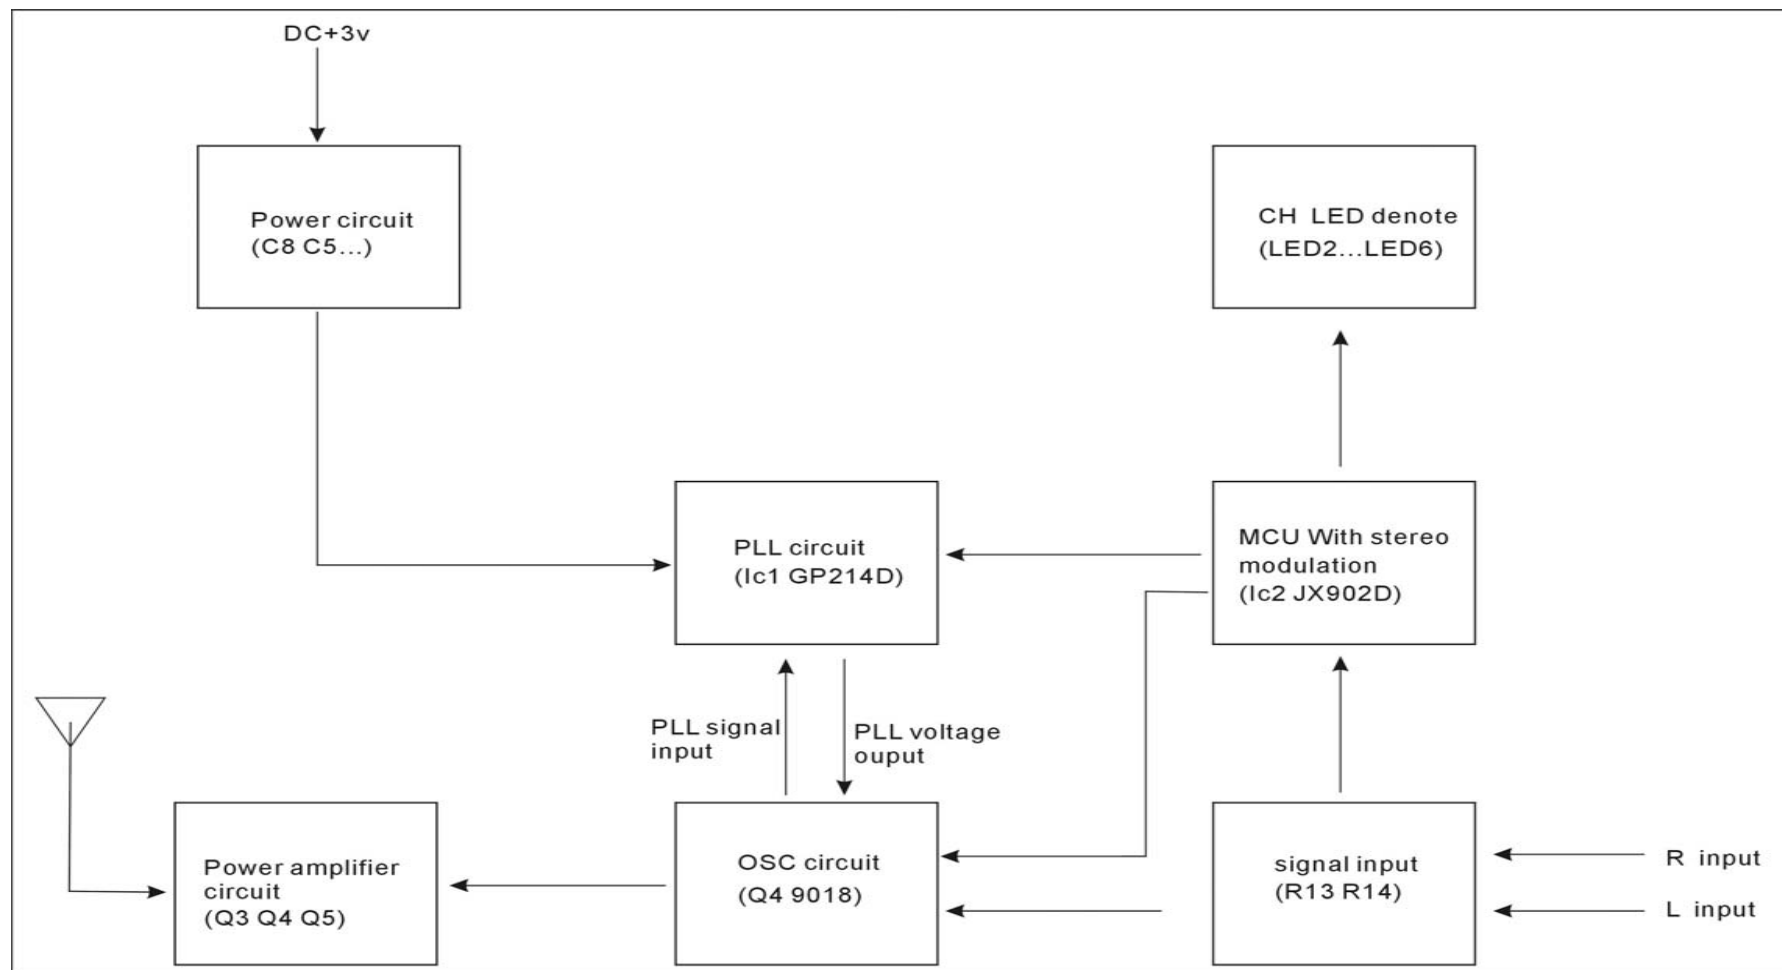 DC+3v
Power circuit
(C8 C5...)
CH LED denote
(LED2...LED6)
PLL circuit
(Ic1 GP214D)
MCU With stereo
modulation
(Ic2 JX902D)
PLL signal
input
PLL voltage
ouput
Power amplifier
circuit
(Q3 Q4 Q5)
OSC circuit
(Q4 9018)
signal input
(R13 R14)
R input
L input